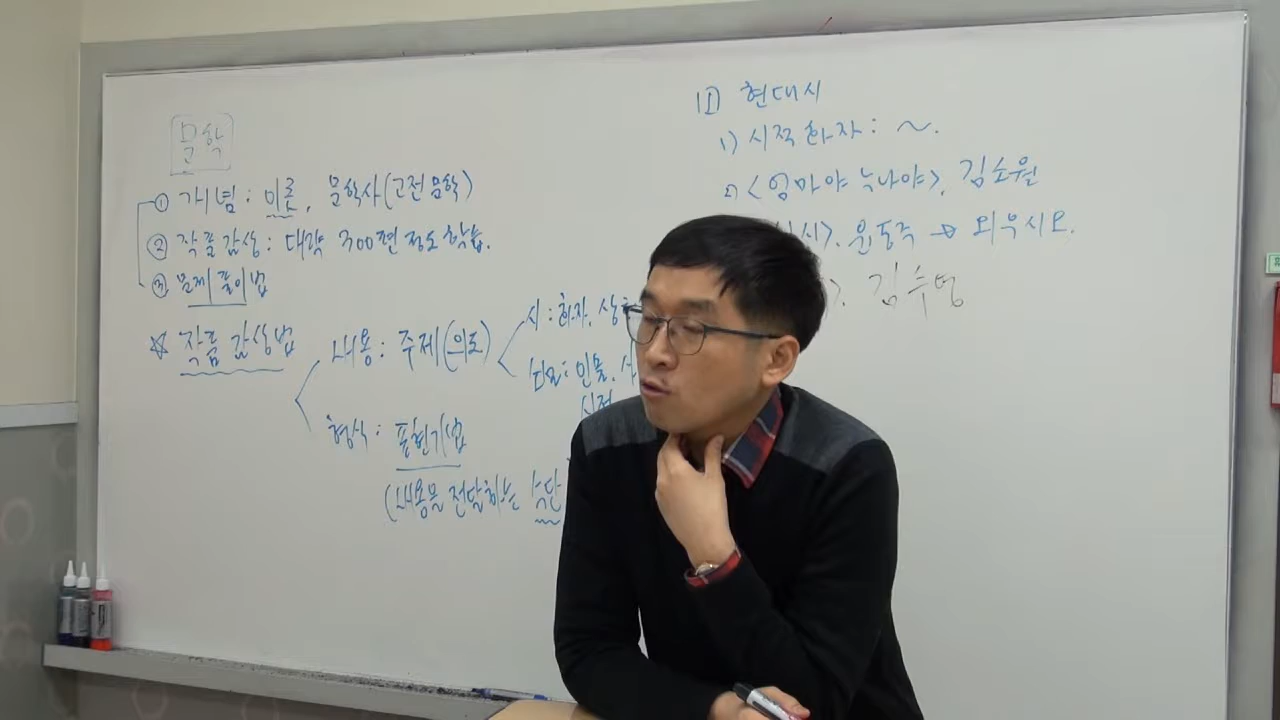 문학
① 개념: 이론, 문학사(고전문학)
② 작품감상: 대략 300편 정도 학습.
③ 문제 풀이법
☆ 작품 감상법
내용: 주제(의도)
시: 화자, 상
소설: 인물, 사
시점
형식: 표현기법
(내용을 전달하는 수단
현대시
1) 시적화자: ~.
<엄마야 누나야>, 김소월
시>, 윤동주 → 외우시오.
>, 김수영